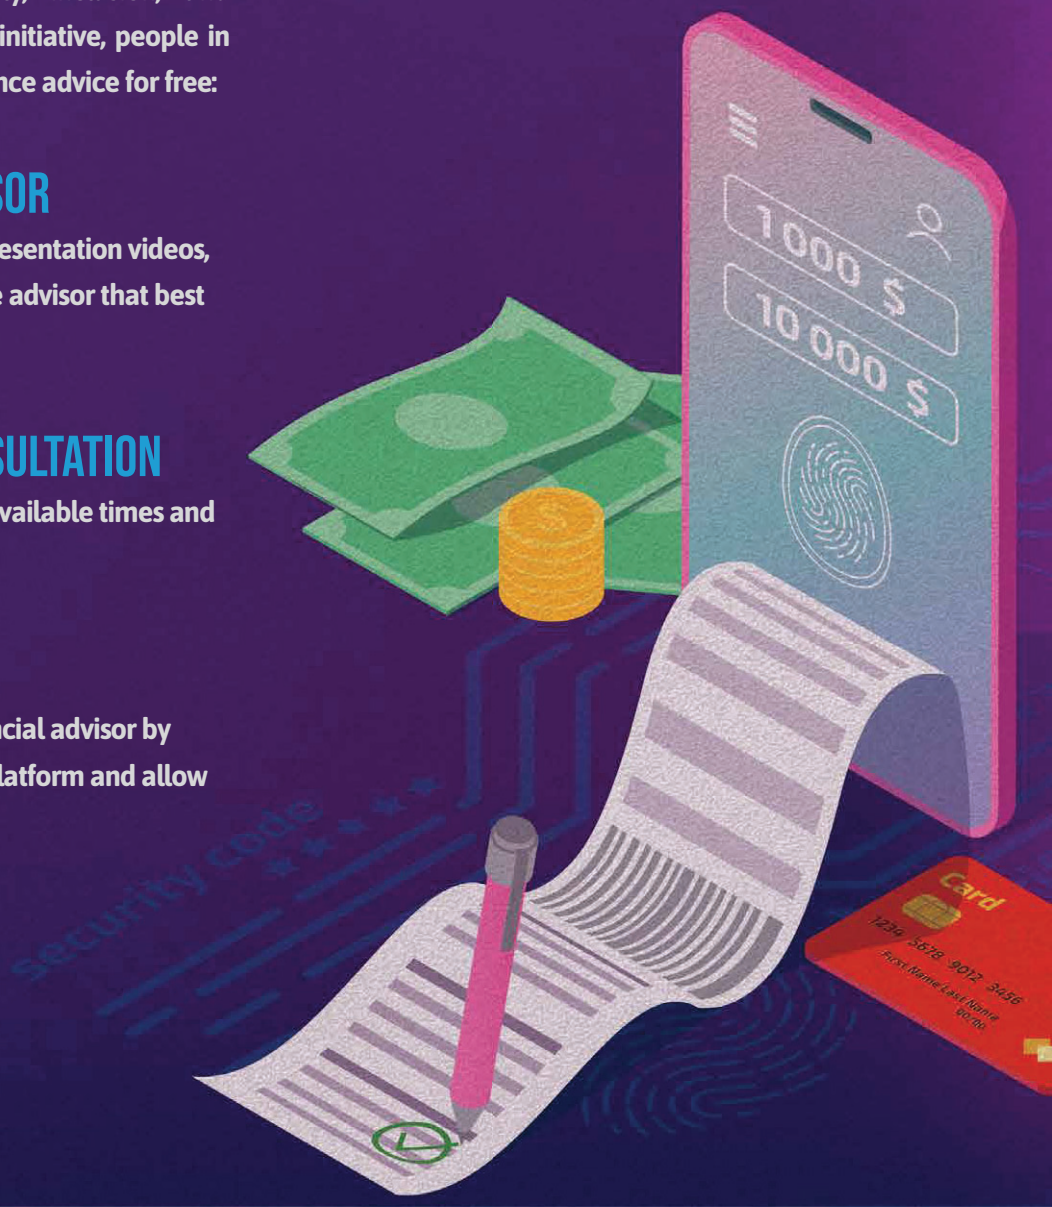 initiative, people in
nce advice for free:
SOR
esentation videos,
e advisor that best
SULTATION
vailable times and
ncial advisor by
latform and allow
1 000 $
10 000 $
security code
Card
1234 5678 9012 3456
First Name Last Name
00/00